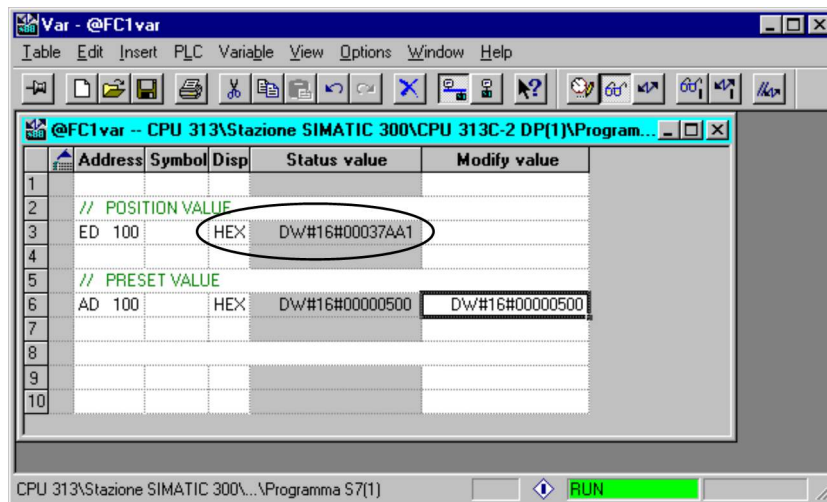 Var - @FC1var
Table Edit Insert PLC Variable View Options Window Help
@FC1var -- CPU 313\Stazione SIMATIC 300\CPU 313C-2 DP(1)\Program...
Address Symbol Disp Status value Modify value
1
2 // POSITION VALUE
3 ED 100 HEX DW#16#00037AA1
4
5 // PRESET VALUE
6 AD 100 HEX DW#16#00000500 DW#16#00000500
7
8
9
10
CPU 313\Stazione SIMATIC 300\...\Programma S7(1) RUN